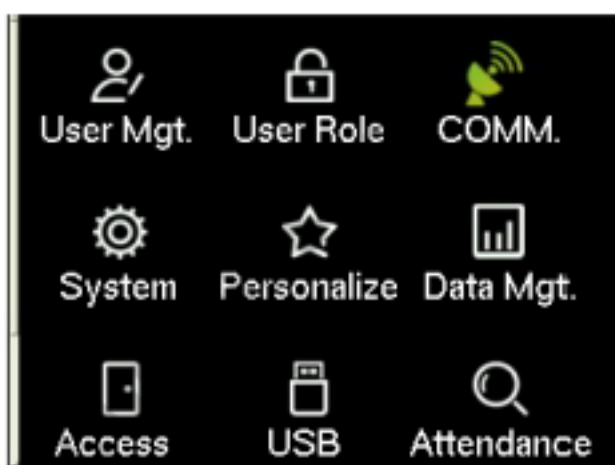 User Mgt. User Role COMM.
System Personalize Data Mgt.
Access USB Attendance